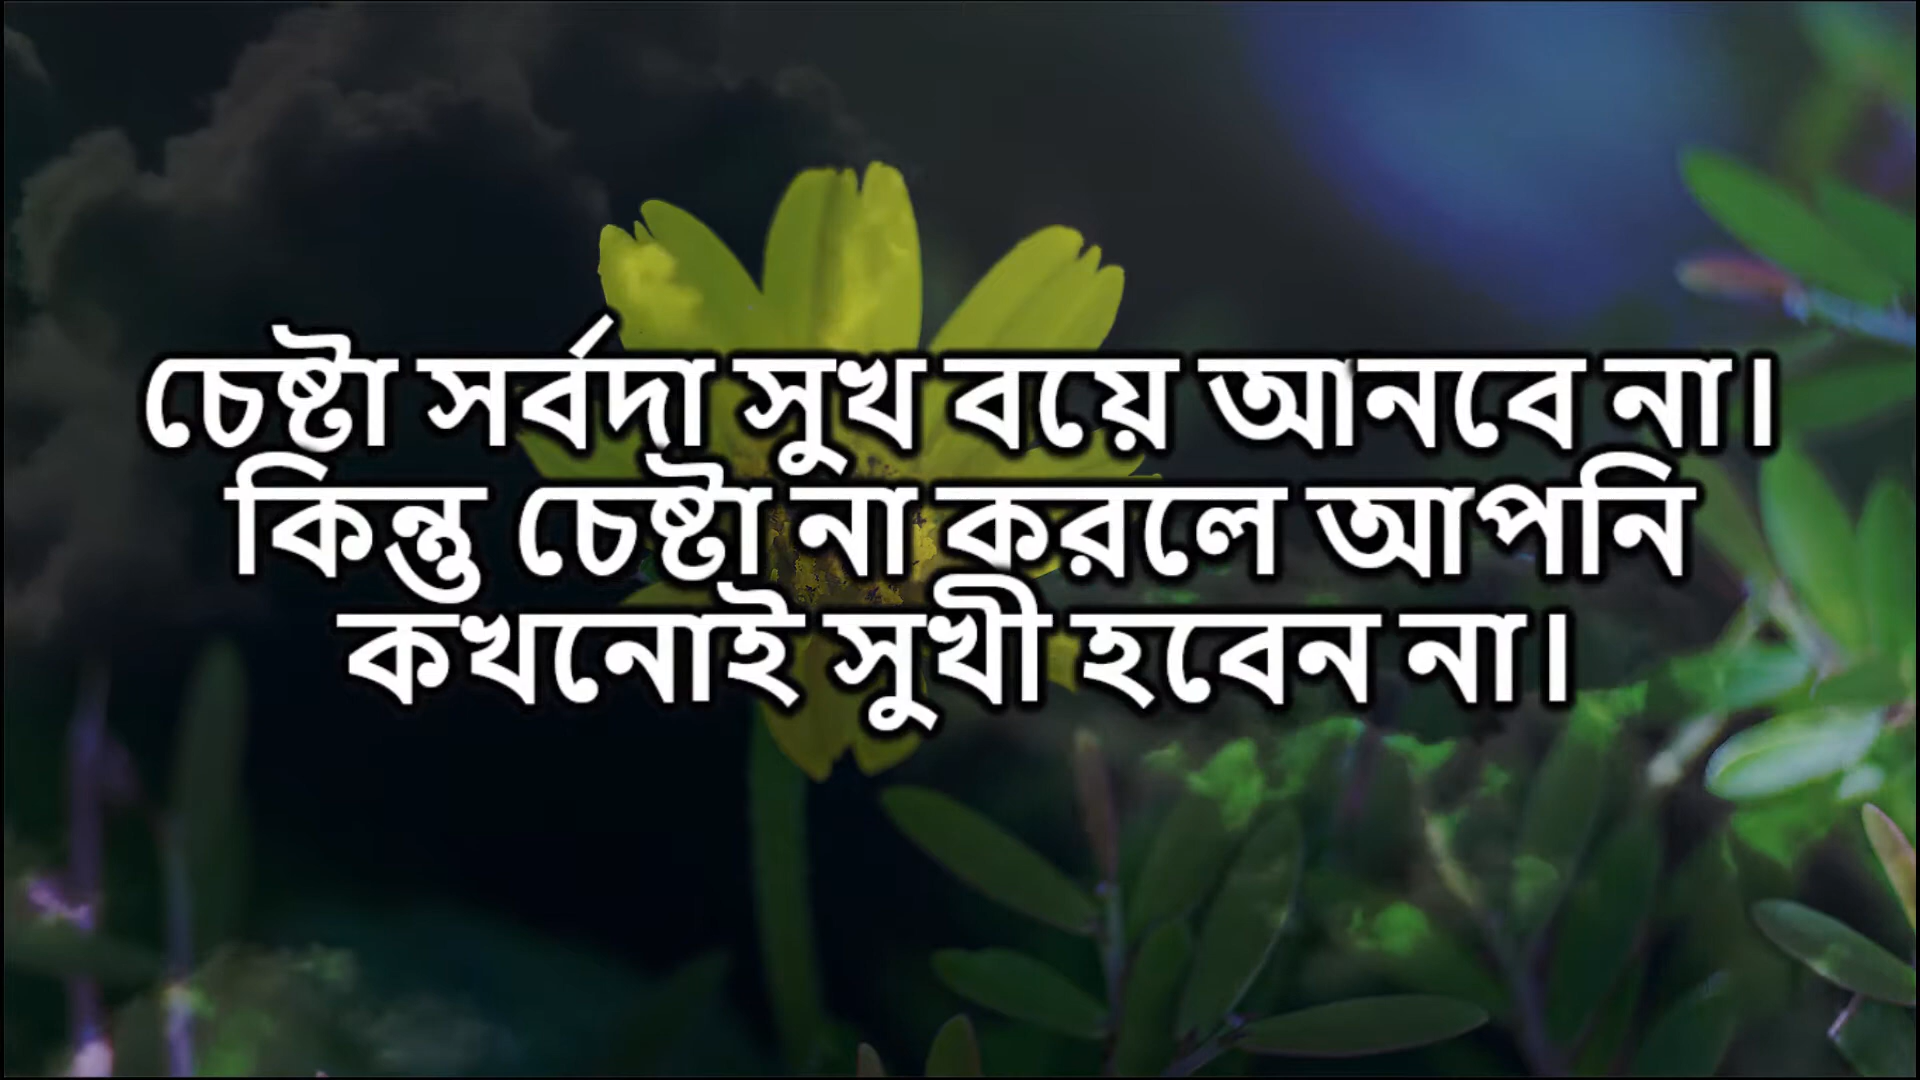 চেষ্টা সর্বদা সুখ বয়ে আনবে না।
কিন্তু চেষ্টা না করলে আপনি
কখনোই সুখী হবেন না।